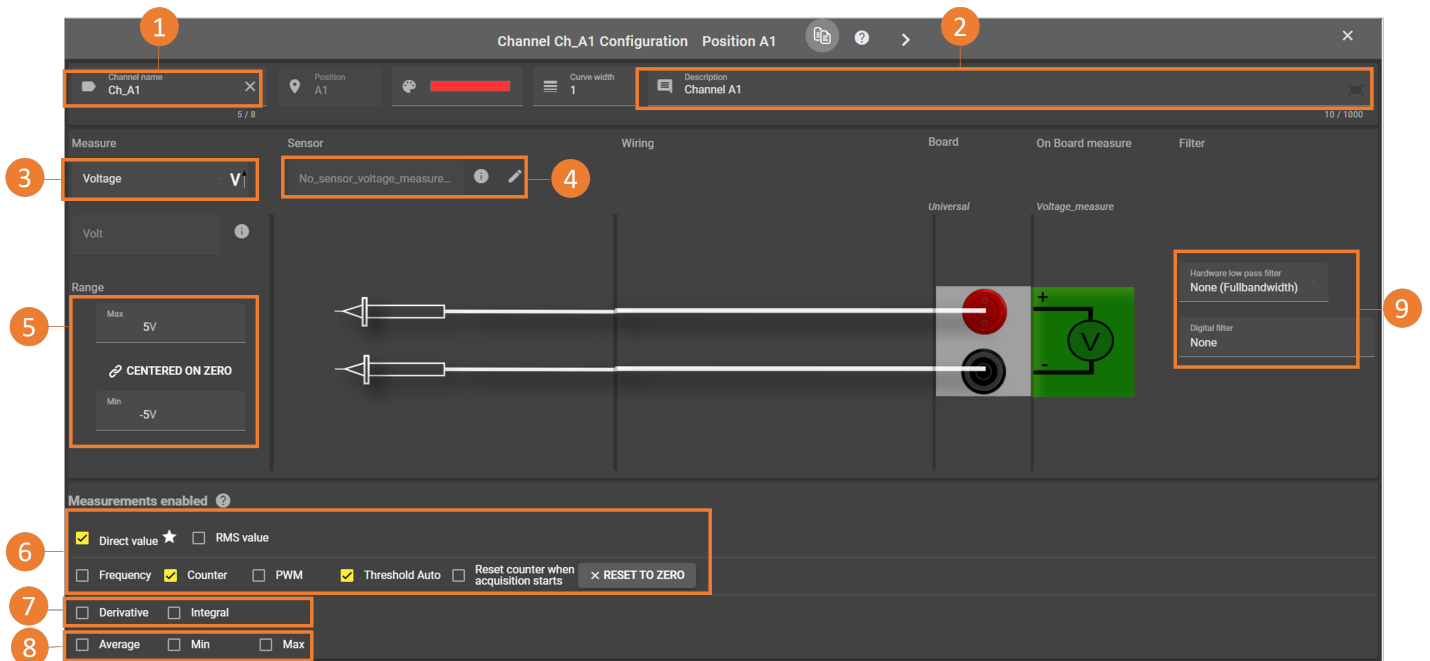 1
2
Channel Ch_A1 Configuration Position A1
Channel name
Ch_A1
5 / 8
Position
A1
Curve width
1
Description
Channel A1
10 / 1000
Measure
Sensor
Wiring
Board
On Board measure
Filter
3
Voltage
V
No_sensor_voltage_measure...
4
Universal
Voltage_measure
Volt
Range
5
Max
5V
CENTERED ON ZERO
Min
-5V
+
V
-
Hardware low pass filter
None (Fullbandwidth)
Digital filter
None
9
Measurements enabled
6
Direct value
RMS value
Frequency
Counter
PWM
Threshold Auto
Reset counter when
acquisition starts
RESET TO ZERO
7
Derivative
Integral
8
Average
Min
Max